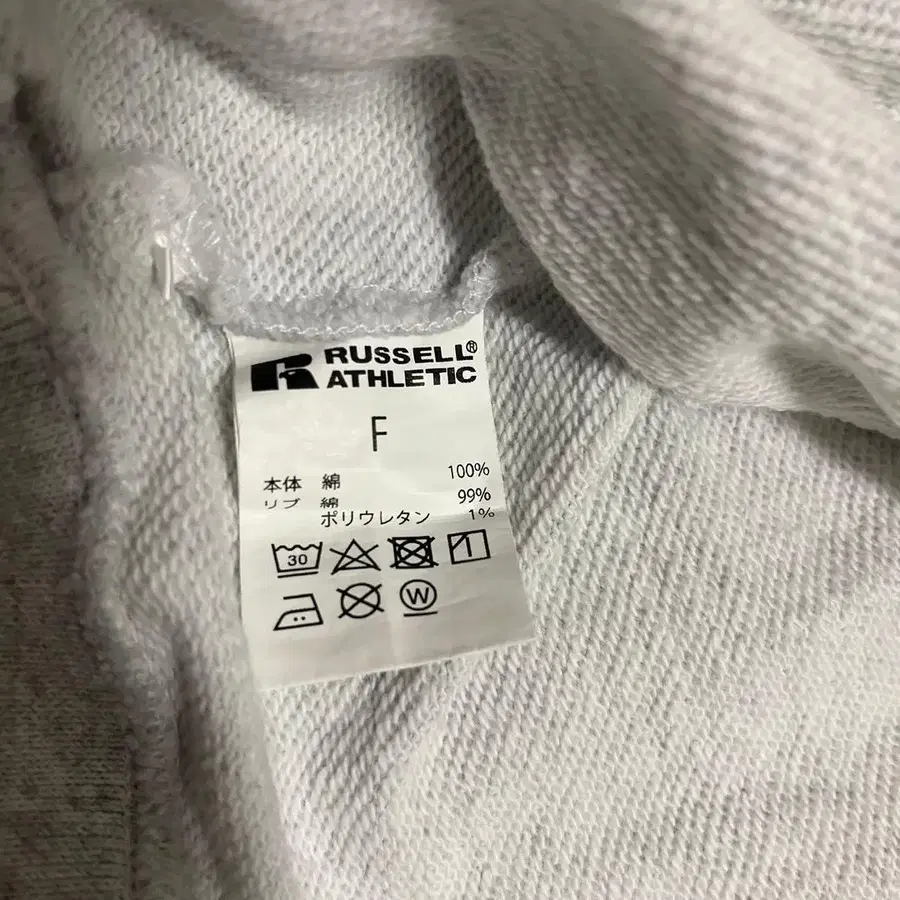 RUSSELL®
ATHLETIC
F
本体 綿 100%
リブ 綿 99%
ポリウレタン 1%
30
W